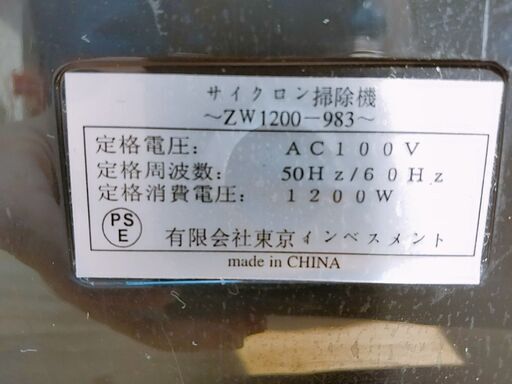 サイクロン掃除機
～ZW1200－983～
定格電圧: AC100V
定格周波数: 50Hz/60Hz
定格消費電圧: 1200W
PS
E
有限会社東京インベスメント
made in CHINA